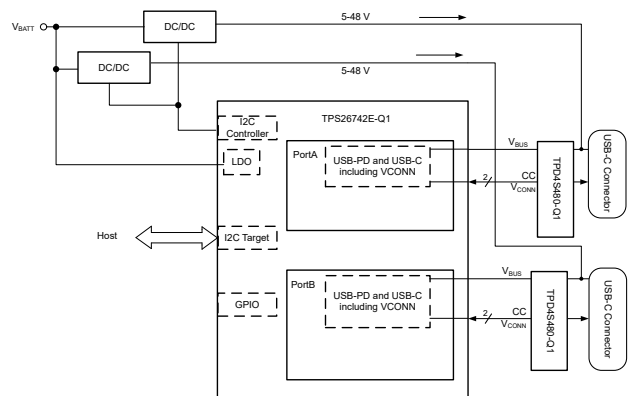 5-48 V
DC/DC
VBATT
DC/DC
5-48 V
TPS26742E-Q1
I2C
Controller
LDO
PortA
USB-PD and USB-C
including VCONN
VBUS
2
CC
VCONN
TPD4S480-Q1
USB-C Connector
Host
I2C Target
GPIO
PortB
USB-PD and USB-C
including VCONN
VBUS
2
CC
VCONN
TPD4S480-Q1
USB-C Connector